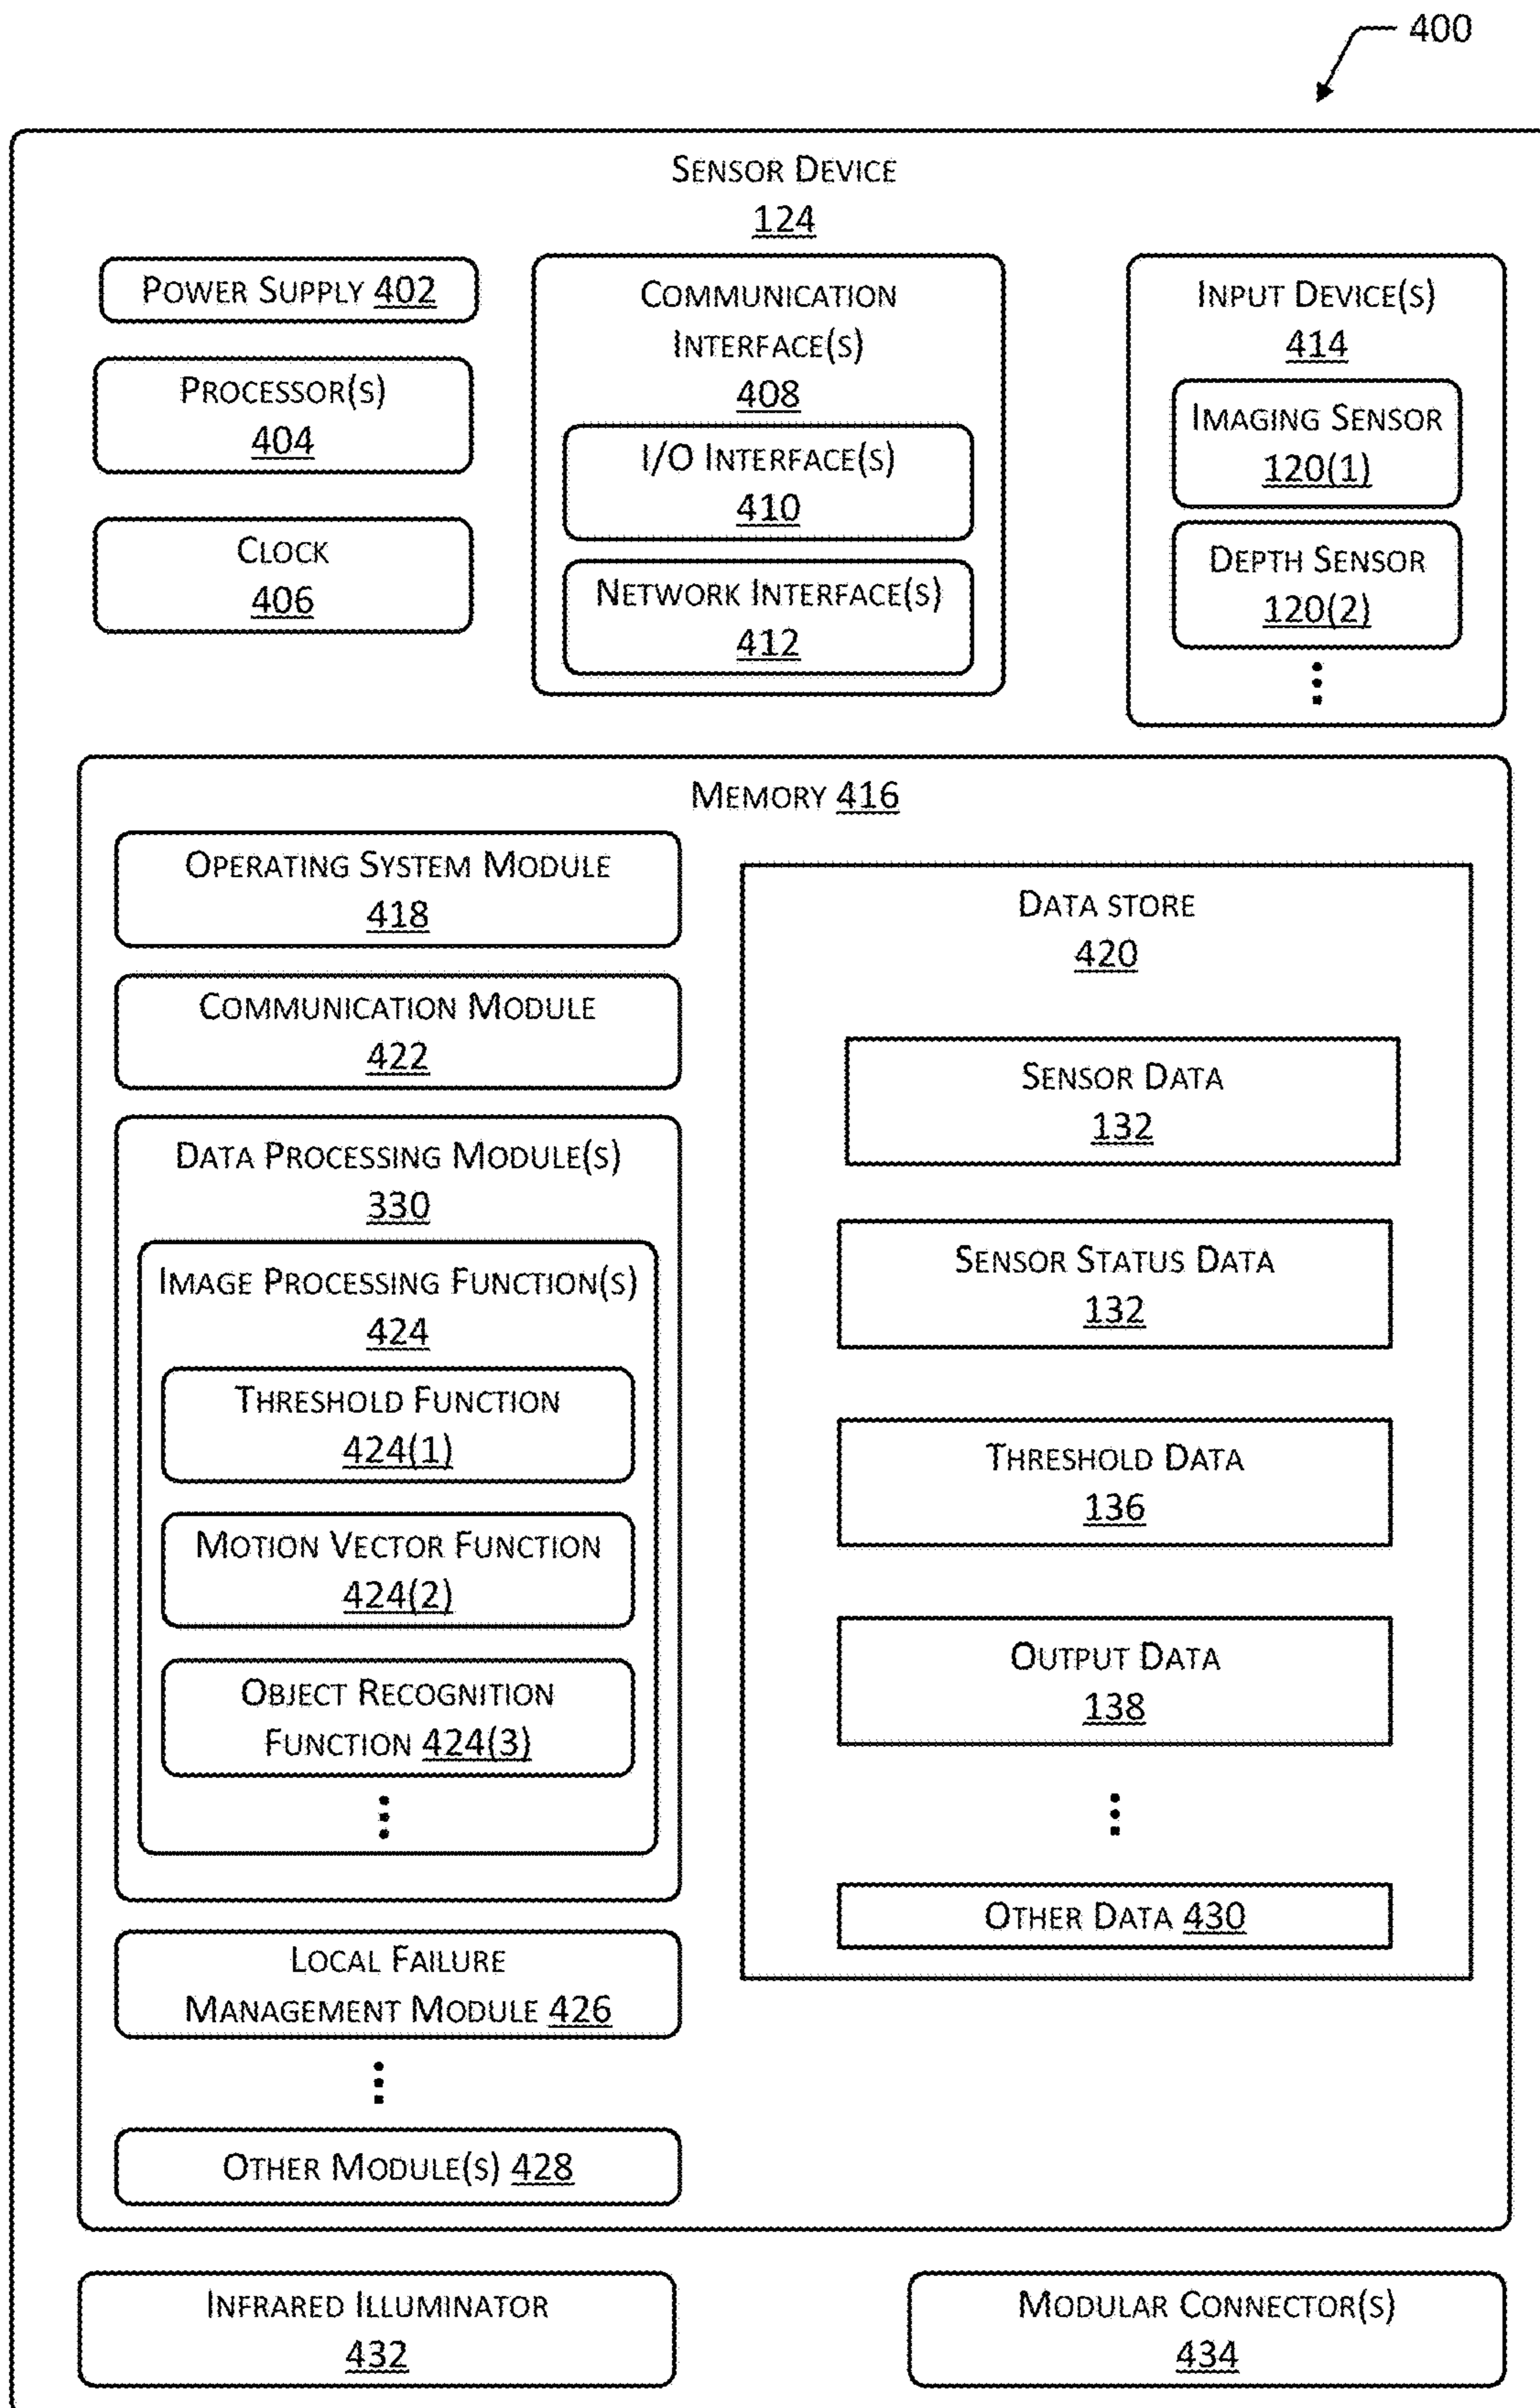 400
SENSOR DEVICE
124
POWER SUPPLY 402
PROCESSOR(S)
404
CLOCK
406
COMMUNICATION
INTERFACE(S)
408
I/O INTERFACE(S)
410
NETWORK INTERFACE(S)
412
INPUT DEVICE(S)
414
IMAGING SENSOR
120(1)
DEPTH SENSOR
120(2)
MEMORY 416
OPERATING SYSTEM MODULE
418
COMMUNICATION MODULE
422
DATA PROCESSING MODULE(S)
330
IMAGE PROCESSING FUNCTION(S)
424
THRESHOLD FUNCTION
424(1)
MOTION VECTOR FUNCTION
424(2)
OBJECT RECOGNITION
FUNCTION 424(3)
LOCAL FAILURE
MANAGEMENT MODULE 426
OTHER MODULE(S) 428
DATA STORE
420
SENSOR DATA
132
SENSOR STATUS DATA
132
THRESHOLD DATA
136
OUTPUT DATA
138
OTHER DATA 430
INFRARED ILLUMINATOR
432
MODULAR CONNECTOR(S)
434